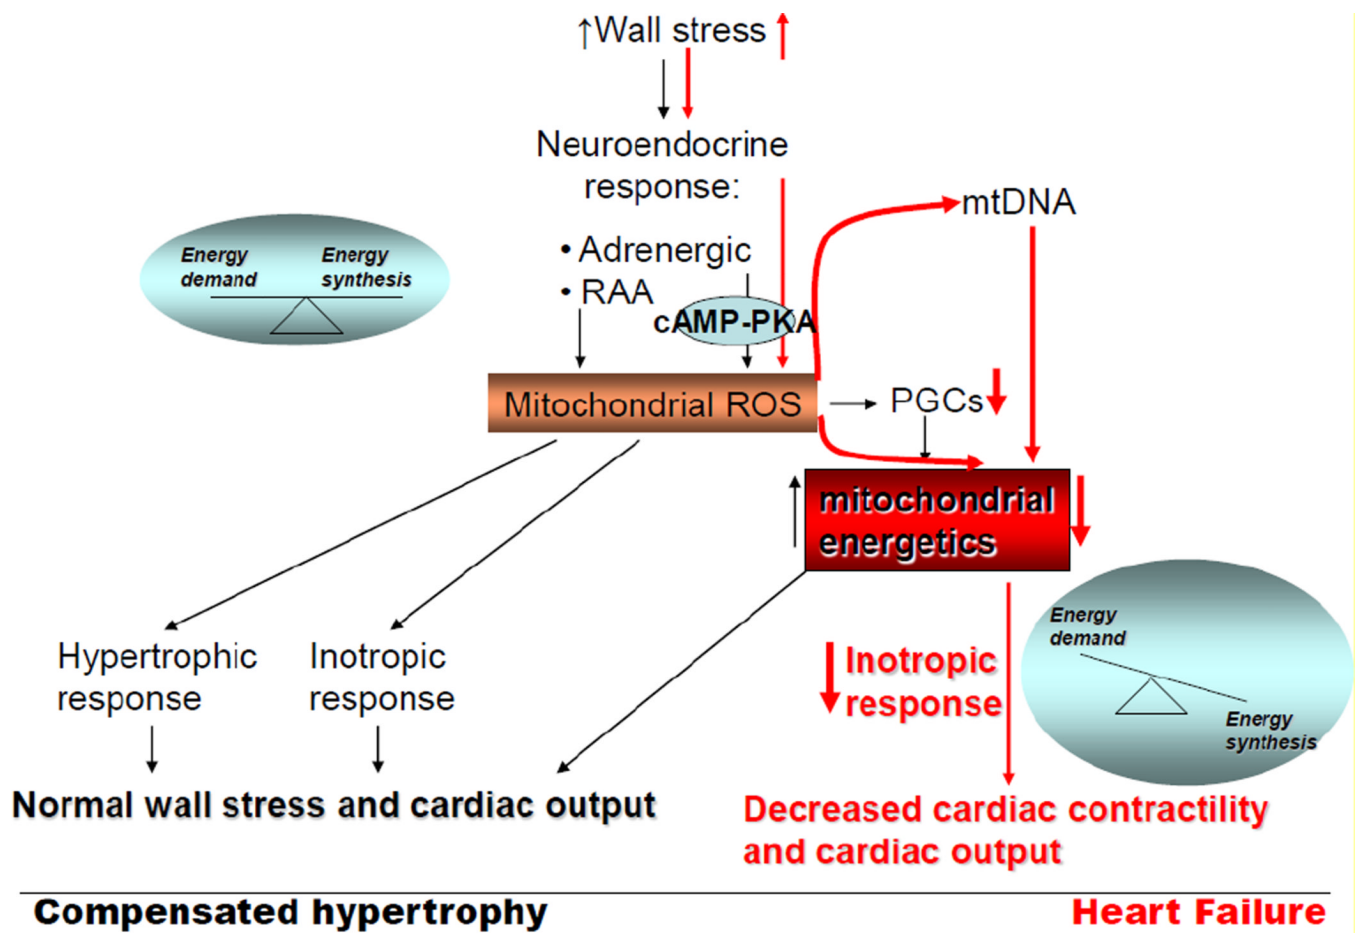 ↑Wall stress ↑
Neuroendocrine
response:
• Adrenergic
• RAA
cAMP-PKA
mtDNA
Energy
demand
Energy
synthesis
Mitochondrial ROS
PGCs
mitochondrial
energetics
Hypertrophic
response
Inotropic
response
Inotropic
response
Energy
demand
Energy
synthesis
Normal wall stress and cardiac output
Decreased cardiac contractility
and cardiac output
Compensated hypertrophy
Heart Failure